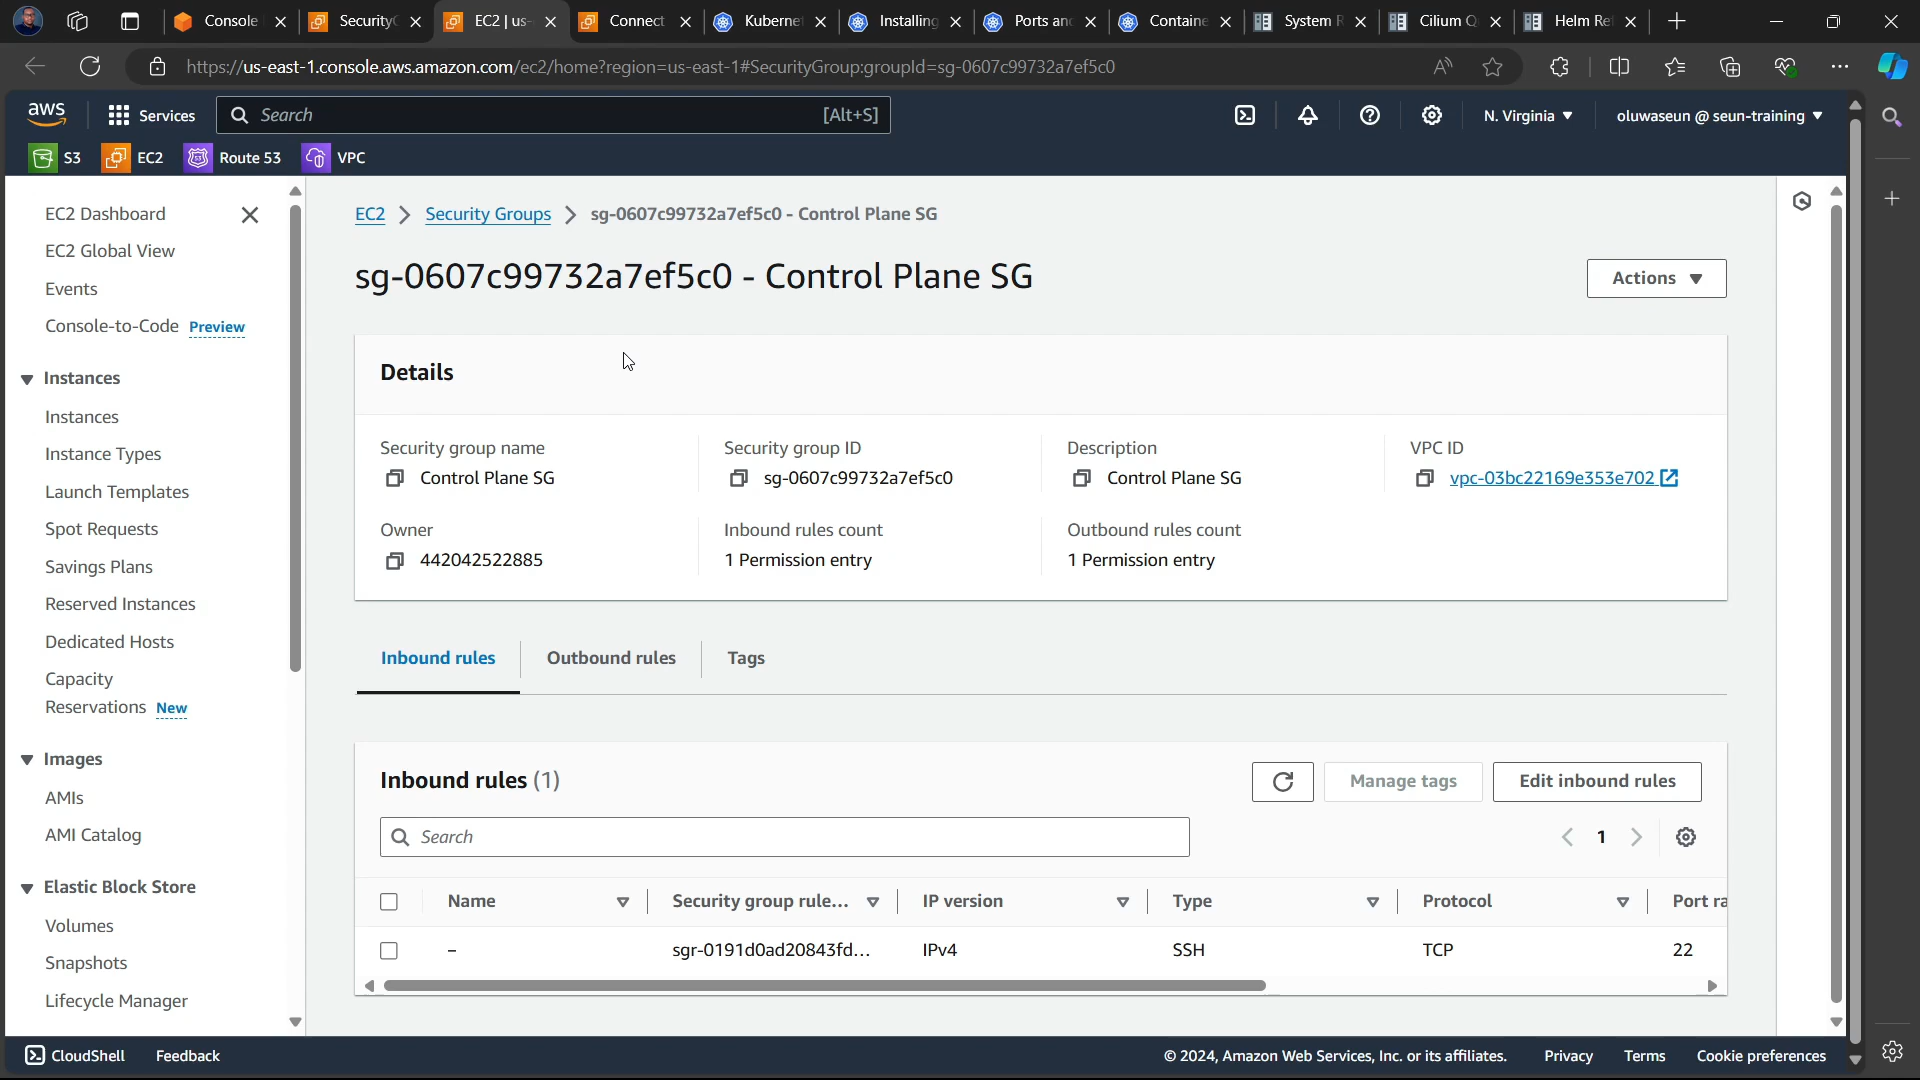 Console
SecurityC
EC2 | us-
Connect
Kuberne
Installing
Ports an
Containe
System R
Cilium Q
Helm Re
https://us-east-1.console.aws.amazon.com/ec2/home?region=us-east-1#SecurityGroup:groupId=sg-0607c99732a7ef5c0
aws
Services
Search
[Alt+S]
N. Virginia
oluwaseun @ seun-training
S3
EC2
Route 53
VPC
EC2 Dashboard
EC2 Global View
Events
Console-to-Code Preview
Instances
Instances
Instance Types
Launch Templates
Spot Requests
Savings Plans
Reserved Instances
Dedicated Hosts
Capacity
Reservations New
Images
AMIs
AMI Catalog
Elastic Block Store
Volumes
Snapshots
Lifecycle Manager
EC2 > Security Groups > sg-0607c99732a7ef5c0 - Control Plane SG
sg-0607c99732a7ef5c0 - Control Plane SG
Actions
Details
Security group name
Control Plane SG
Security group ID
sg-0607c99732a7ef5c0
Description
Control Plane SG
VPC ID
vpc-03bc22169e353e702
Owner
442042522885
Inbound rules count
1 Permission entry
Outbound rules count
1 Permission entry
Inbound rules
Outbound rules
Tags
Inbound rules (1)
Manage tags
Edit inbound rules
Search
1
Name
Security group rule...
IP version
Type
Protocol
Port ra
–
sgr-0191d0ad20843fd...
IPv4
SSH
TCP
22
CloudShell
Feedback
© 2024, Amazon Web Services, Inc. or its affiliates.
Privacy
Terms
Cookie preferences